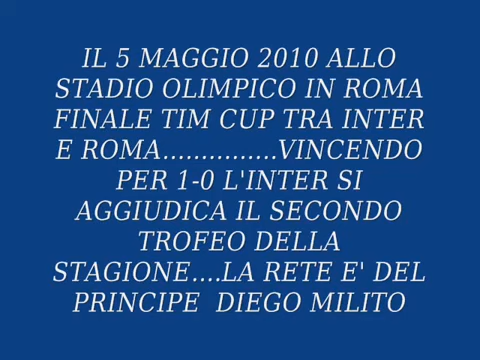 IL 5 MAGGIO 2010 ALLO
STADIO OLIMPICO IN ROMA
FINALE TIM CUP TRA INTER
E ROMA...............VINCENDO
PER 1-0 L'INTER SI
AGGIUDICA IL SECONDO
TROFEO DELLA
STAGIONE....LA RETE E' DEL
PRINCIPE  DIEGO MILITO